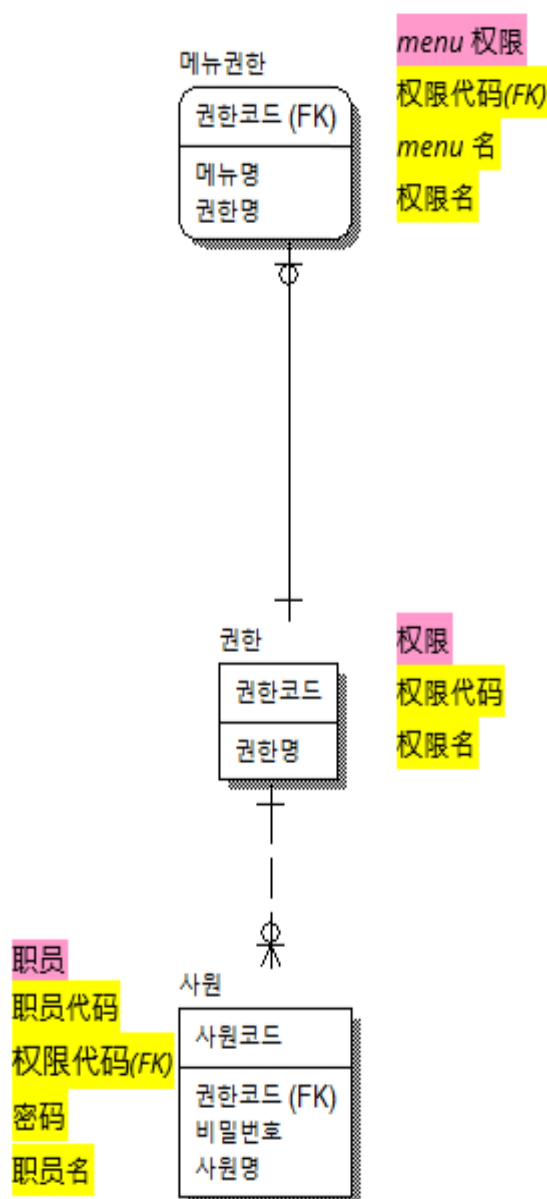 메뉴권한
권한코드 (FK)
메뉴명
권한명
menu 权限
权限代码(FK)
menu 名
权限名
권한
권한코드
권한명
权限
权限代码
权限名
职员
职员代码
权限代码(FK)
密码
职员名
사원
사원코드
권한코드 (FK)
비밀번호
사원명